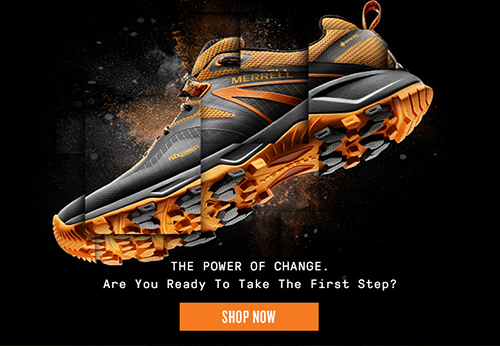 MERRELL
THE POWER OF CHANGE.
Are You Ready To Take The First Step?
SHOP NOW